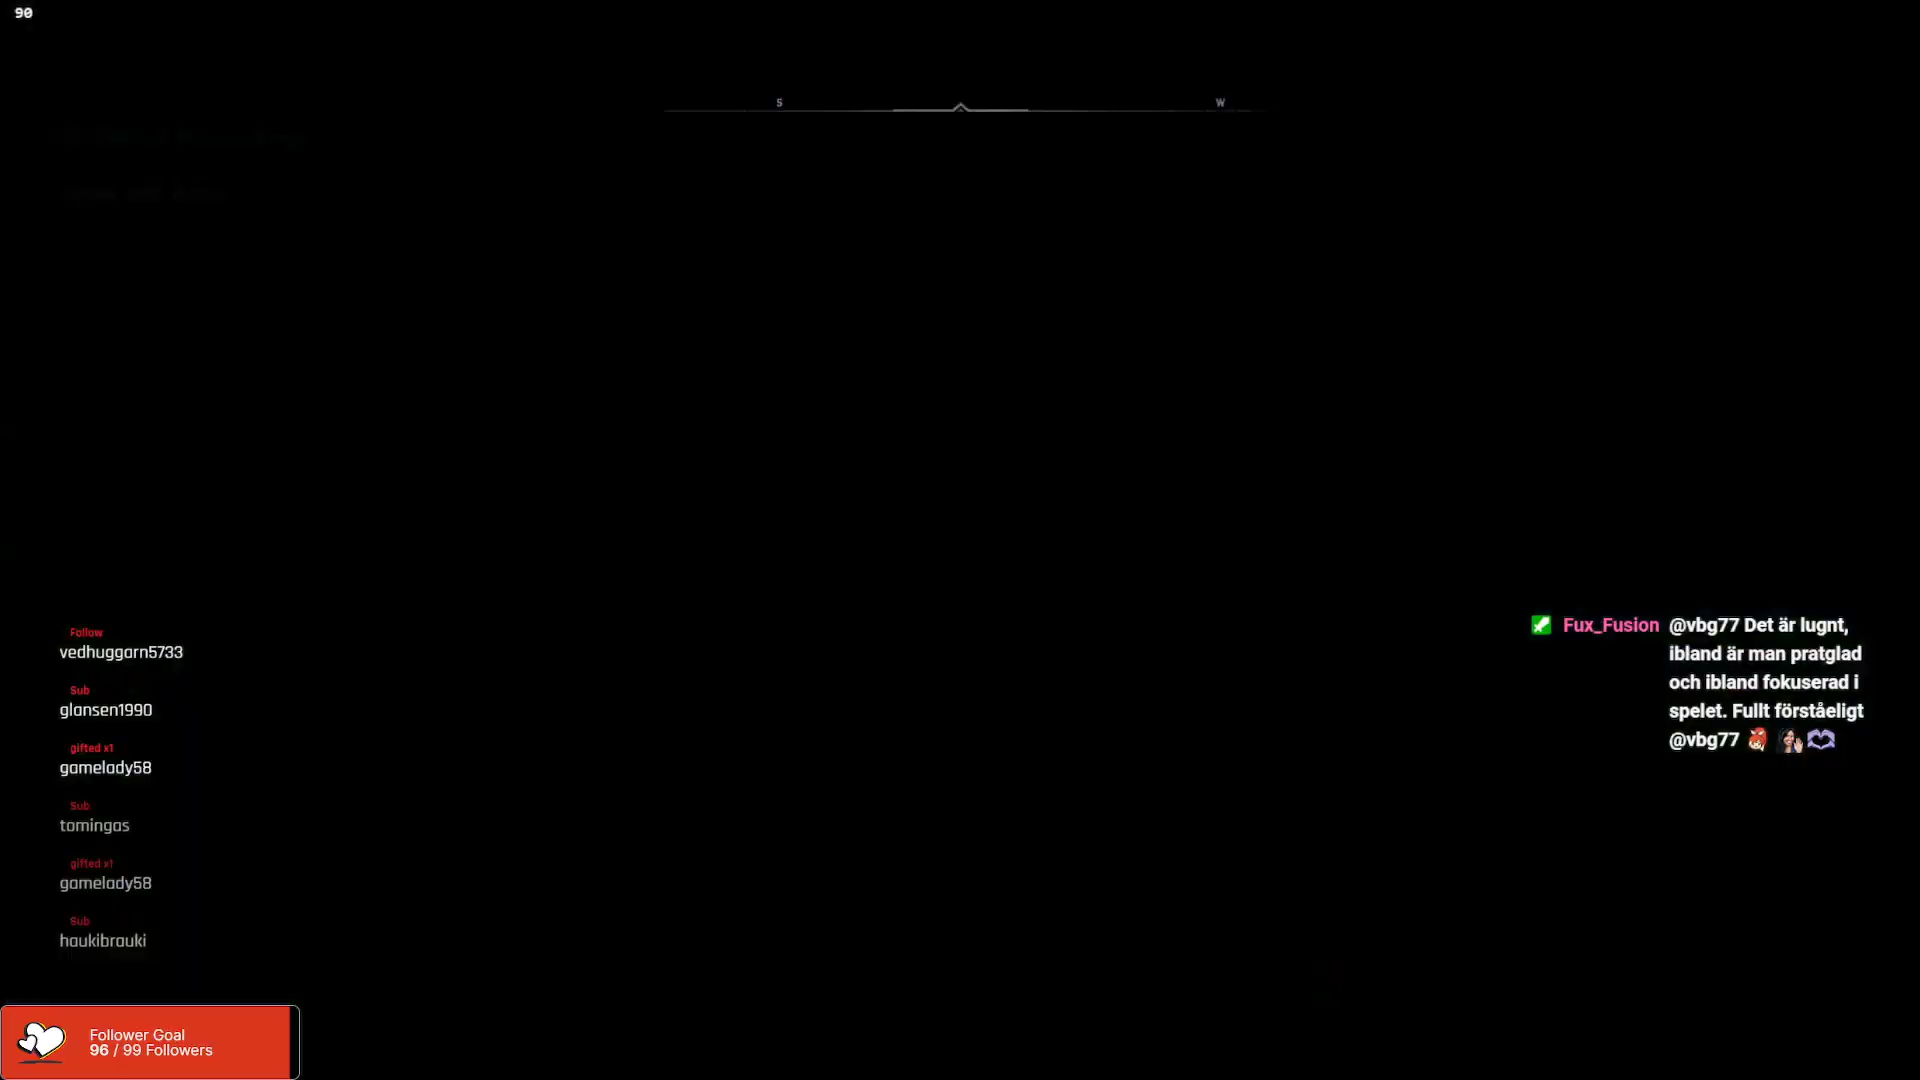 90
S
W
Follow
vedhuggarn5733
Sub
glansen1990
gifted x1
gamelady58
Sub
tomingas
gifted x1
gamelady58
Sub
haukibrauki
Follower Goal
96 / 99 Followers
Fux_Fusion @vbg77 Det är lugnt,
ibland är man pratglad
och ibland fokuserad i
spelet. Fullt förståeligt
@vbg77